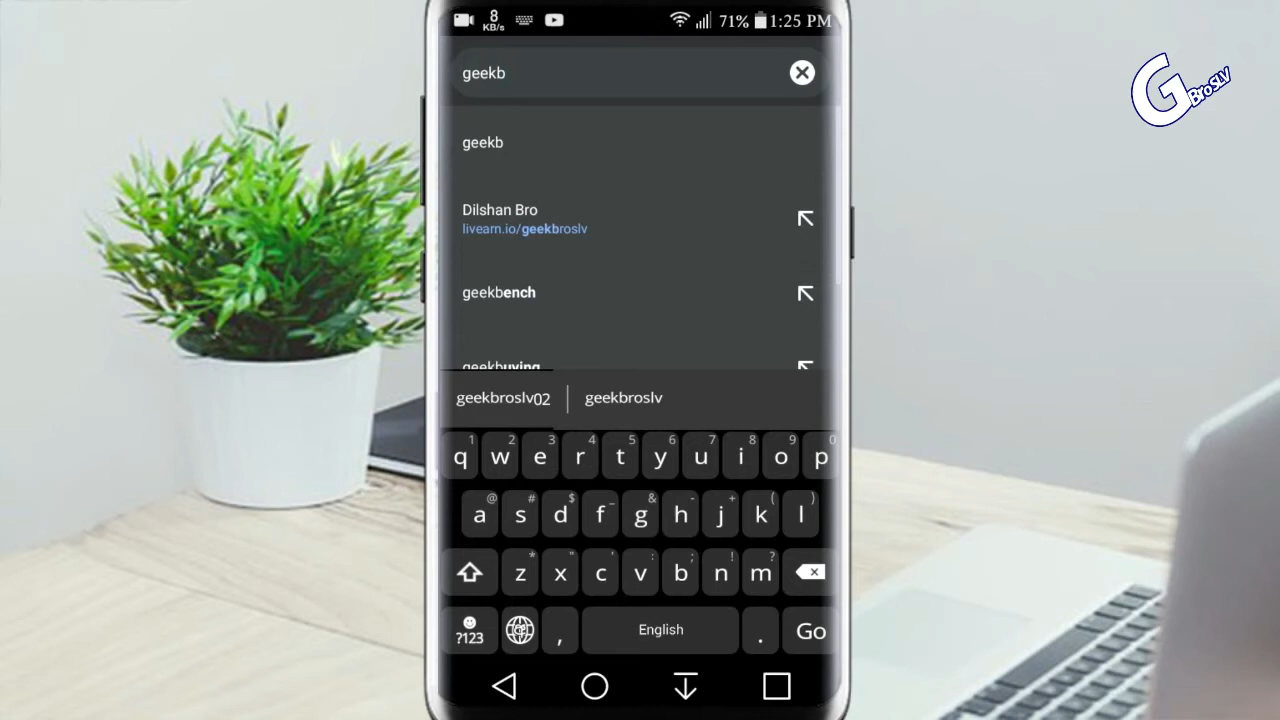 8
KB/s
71%
1:25 PM
geekb
G BroSLV
geekb
Dilshan Bro
livearn.io/geekbroslv
geekbench
geekbuying
geekbroslv02 geekbroslv
1 2 3 4 5 6 7 8 9 0
q w e r t y u i o p
@ # $ _ & - + ( )
a s d f g h j k l
* " ' : ; ! ?
z x c v b n m
?123 , English . Go